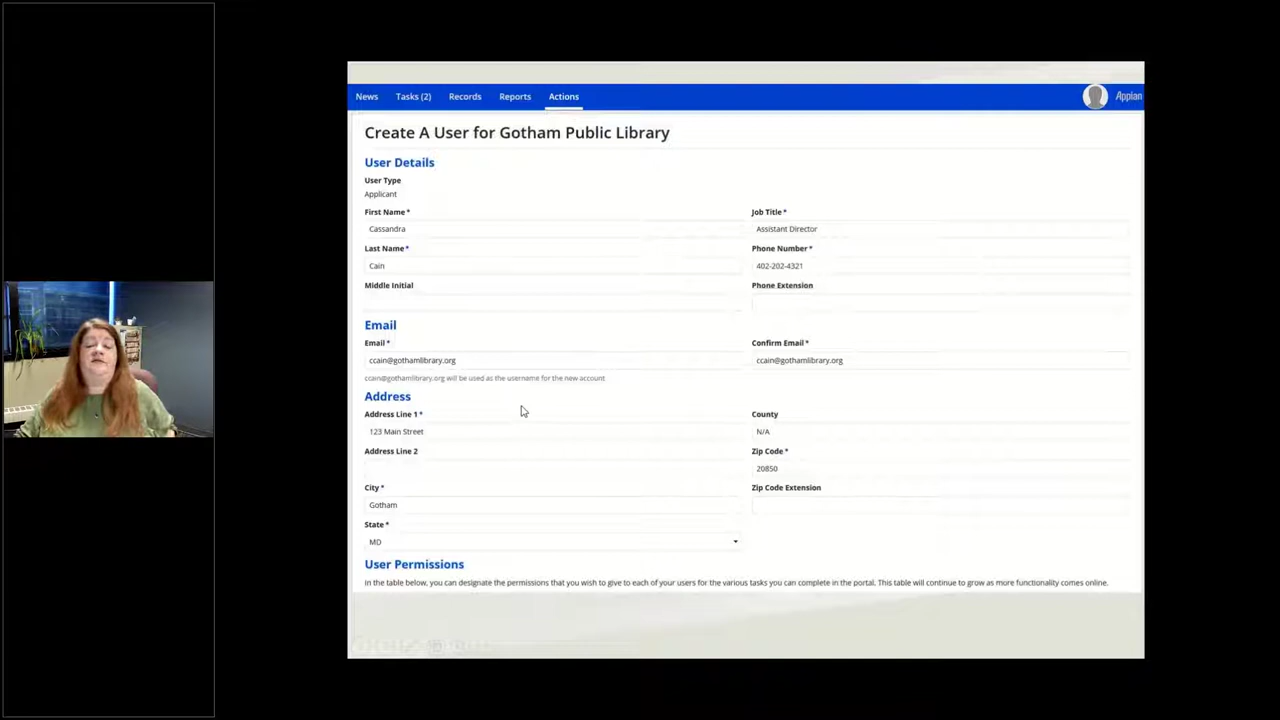 News Tasks (2) Records Reports Actions Appian
Create A User for Gotham Public Library
User Details
User Type
Applicant
First Name * Job Title *
Cassandra Assistant Director
Last Name * Phone Number *
Cain 402-202-4321
Middle Initial Phone Extension
Email
Email * Confirm Email *
ccain@gothamlibrary.org ccain@gothamlibrary.org
ccain@gothamlibrary.org will be used as the username for the new account
Address
Address Line 1 * County
123 Main Street N/A
Address Line 2 Zip Code *
20850
City * Zip Code Extension
Gotham
State *
MD
User Permissions
In the table below, you can designate the permissions that you wish to give to each of your users for the various tasks you can complete in the portal. This table will continue to grow as more functionality comes online.